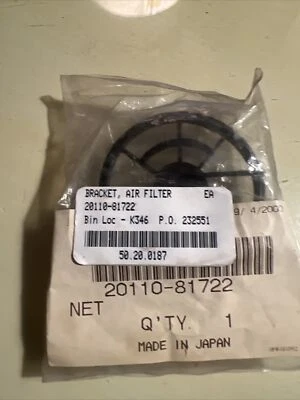 BRACKET, AIR FILTER EA
20110-81722
Bin Loc - K346 P.O. 232551
50.20.0187
9/ 4/2003
20110-81722
NET
Q'TY. 1
MADE IN JAPAN